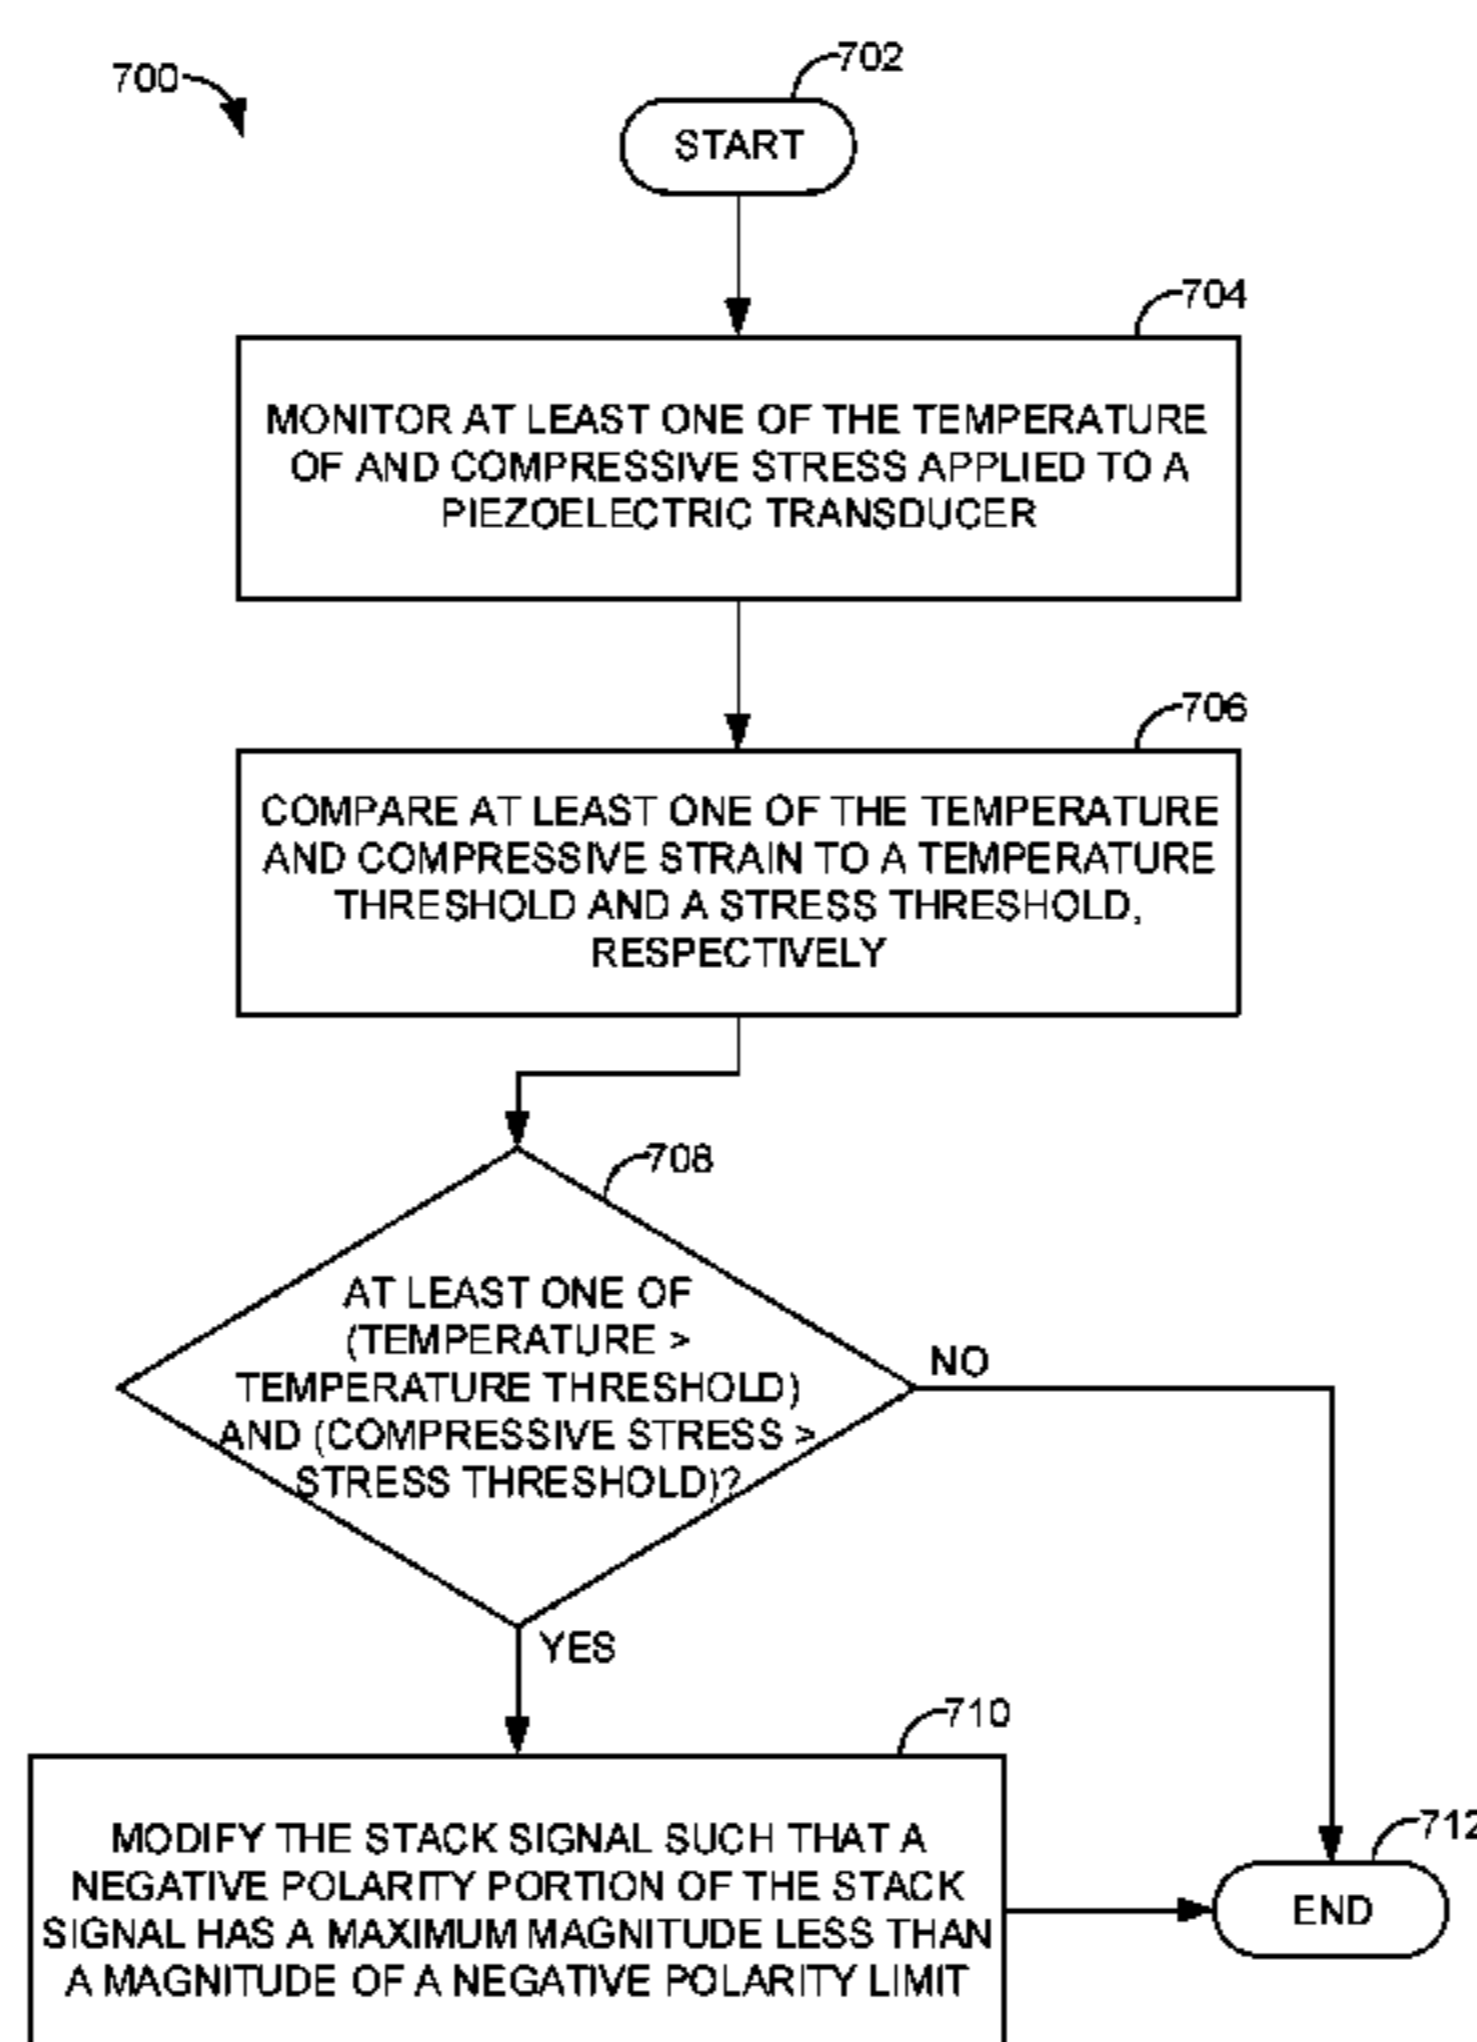 700
702
START
704
MONITOR AT LEAST ONE OF THE TEMPERATURE
OF AND COMPRESSIVE STRESS APPLIED TO A
PIEZOELECTRIC TRANSDUCER
706
COMPARE AT LEAST ONE OF THE TEMPERATURE
AND COMPRESSIVE STRAIN TO A TEMPERATURE
THRESHOLD AND A STRESS THRESHOLD,
RESPECTIVELY
708
AT LEAST ONE OF
(TEMPERATURE >
TEMPERATURE THRESHOLD)
AND (COMPRESSIVE STRESS >
STRESS THRESHOLD)?
NO
YES
710
MODIFY THE STACK SIGNAL SUCH THAT A
NEGATIVE POLARITY PORTION OF THE STACK
SIGNAL HAS A MAXIMUM MAGNITUDE LESS THAN
A MAGNITUDE OF A NEGATIVE POLARITY LIMIT
712
END